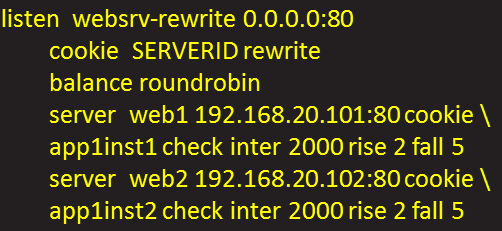 listen websrv-rewrite 0.0.0.0:80
cookie SERVERID rewrite
balance roundrobin
server web1 192.168.20.101:80 cookie \
app1inst1 check inter 2000 rise 2 fall 5
server web2 192.168.20.102:80 cookie \
app1inst2 check inter 2000 rise 2 fall 5